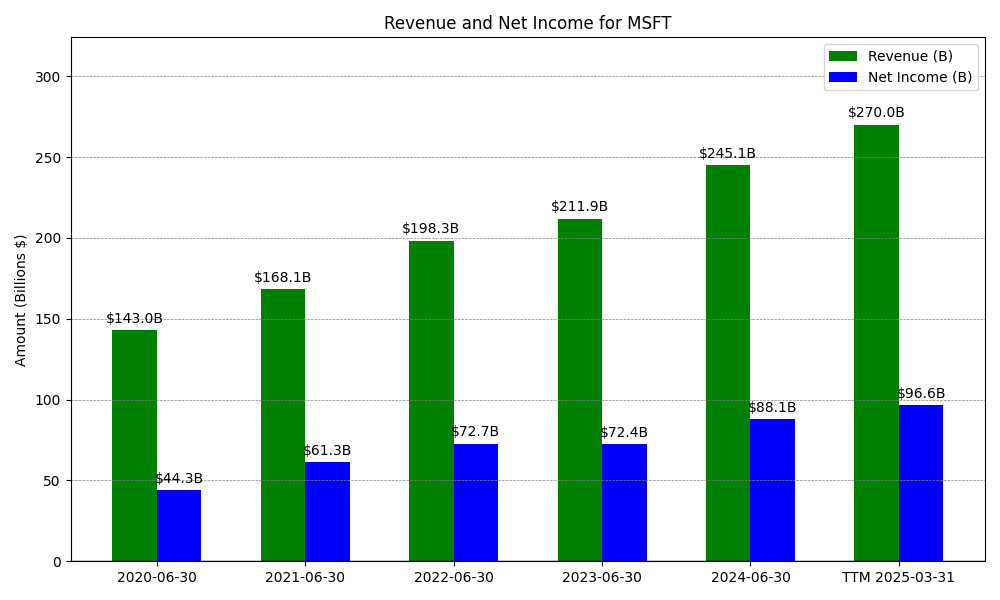 Revenue and Net Income for MSFT
Revenue (B)
Net Income (B)
Amount (Billions $)
300
250
200
150
100
50
0
$143.0B
$44.3B
$168.1B
$61.3B
$198.3B
$72.7B
$211.9B
$72.4B
$245.1B
$88.1B
$270.0B
$96.6B
2020-06-30
2021-06-30
2022-06-30
2023-06-30
2024-06-30
TTM 2025-03-31